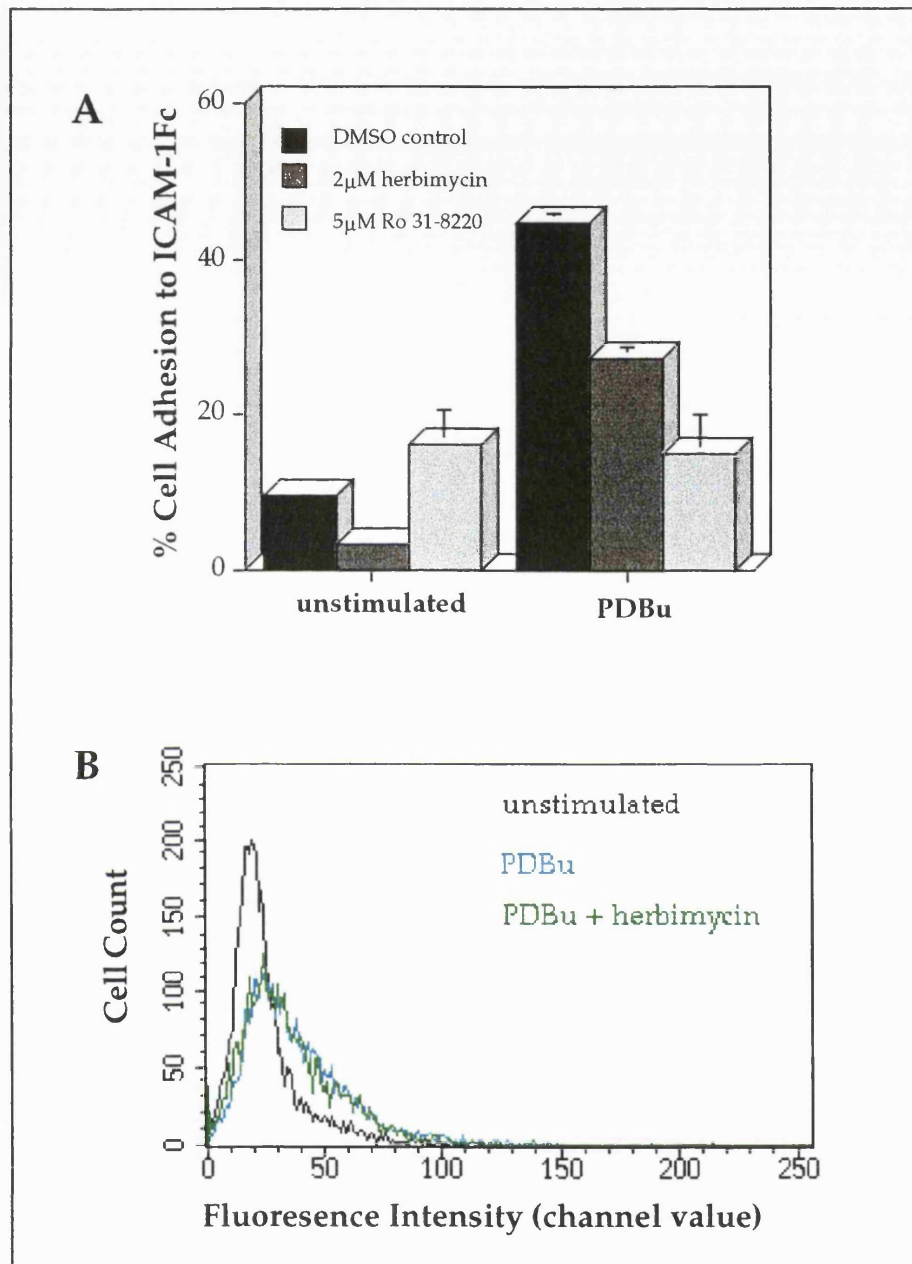 A
% Cell Adhesion to ICAM-1Fc
60
40
20
0
DMSO control
2μM herbimycin
5μM Ro 31-8220
unstimulated
PDBu
B
Cell Count
250
200
150
100
50
0
unstimulated
PDBu
PDBu + herbimycin
0 50 100 150 200 250
Fluoresence Intensity (channel value)